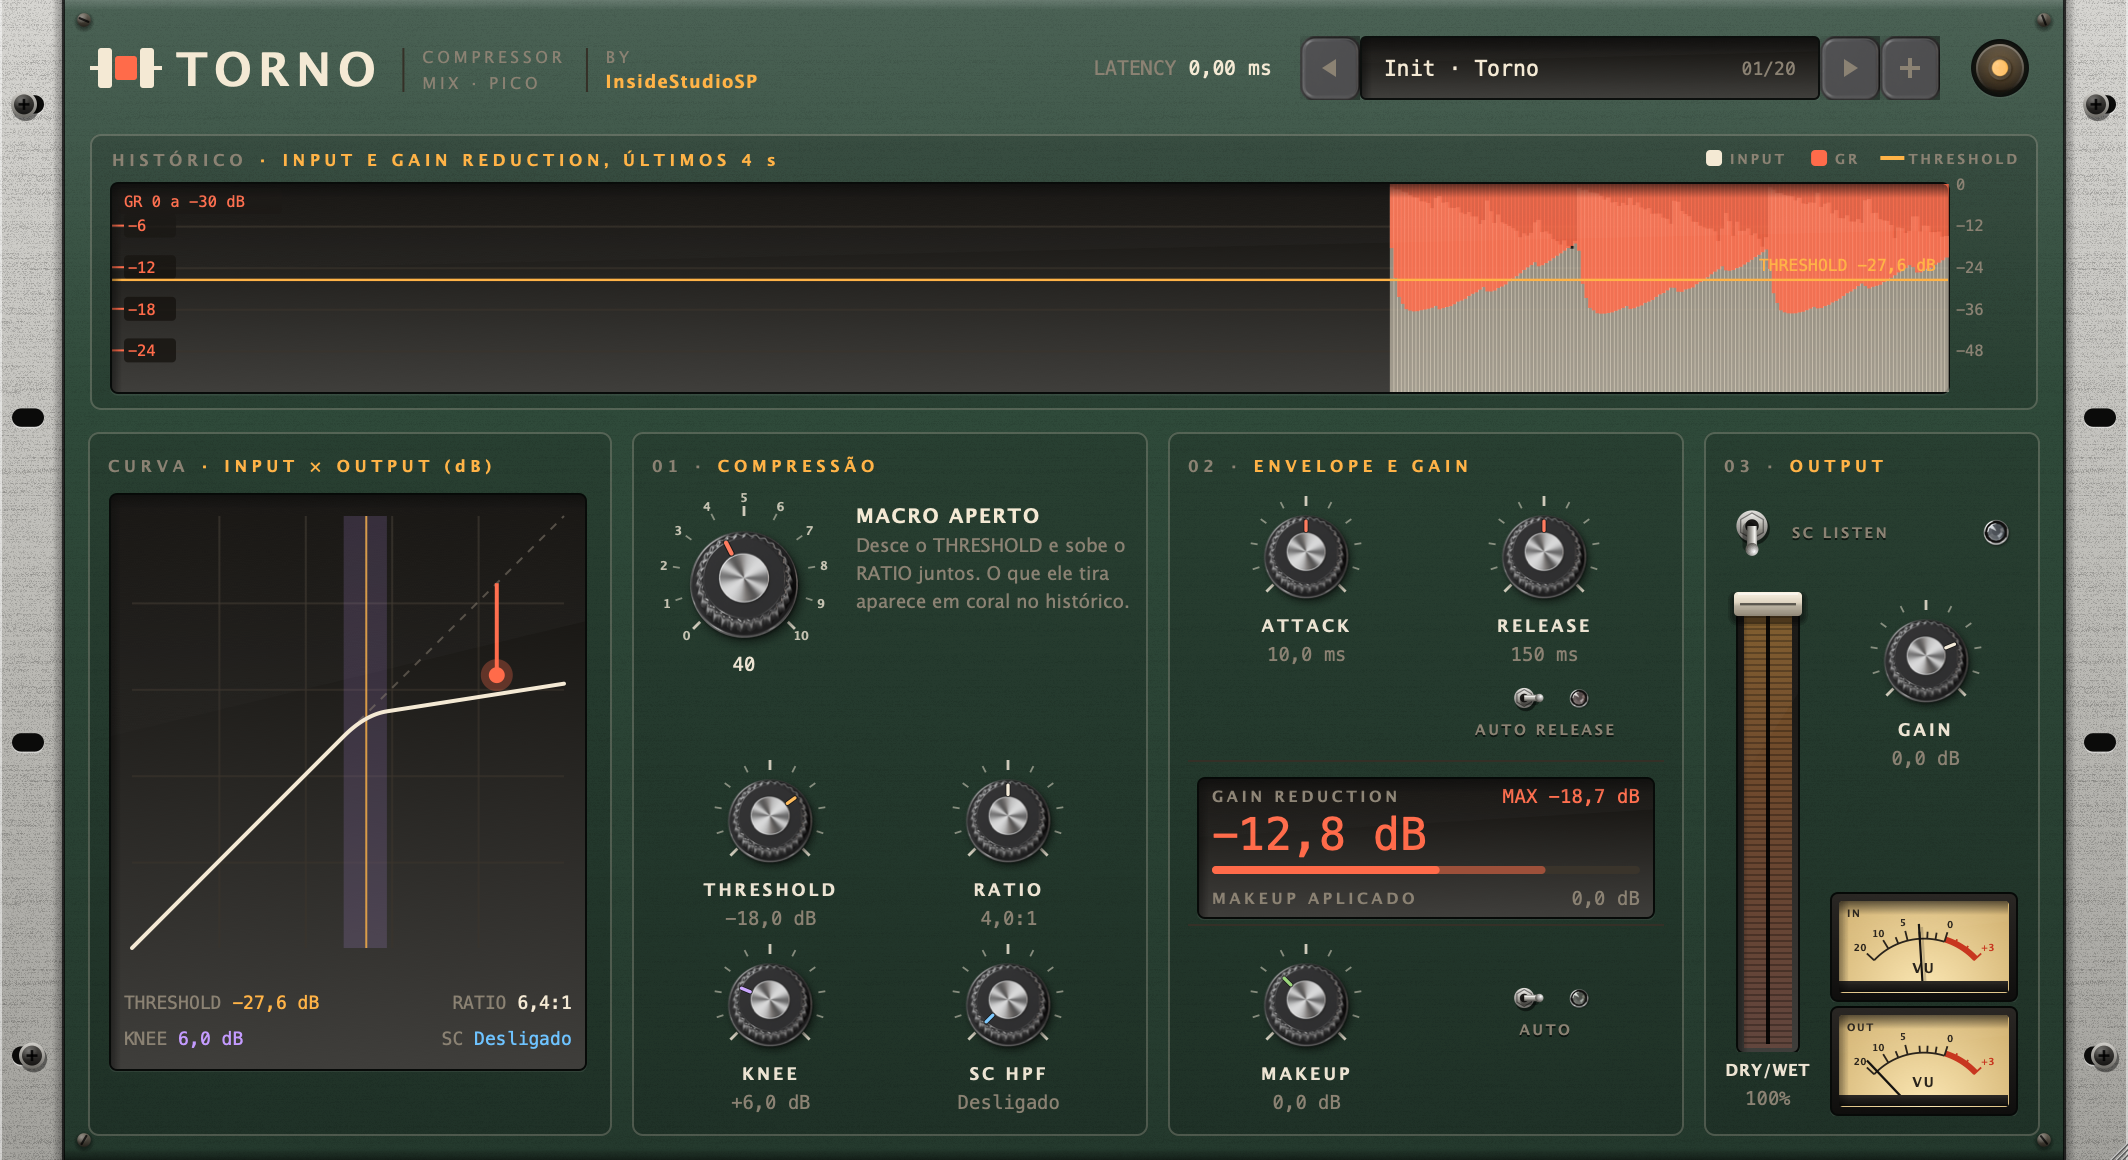 TORNO
COMPRESSOR
MIX · PICO
BY
InsideStudioSP
LATENCY 0,00 ms
Init · Torno 01/20
HISTÓRICO · INPUT E GAIN REDUCTION, ÚLTIMOS 4 s
INPUT GR THRESHOLD
GR 0 a −30 dB
−6
−12
−18
−24
THRESHOLD −27,6 dB
0
−12
−24
−36
−48
CURVA · INPUT × OUTPUT (dB)
THRESHOLD −27,6 dB
RATIO 6,4:1
KNEE 6,0 dB
SC Desligado
01 · COMPRESSÃO
0 1 2 3 4 5 6 7 8 9 10
40
MACRO APERTO
Desce o THRESHOLD e sobe o
RATIO juntos. O que ele tira
aparece em coral no histórico.
THRESHOLD
−18,0 dB
RATIO
4,0:1
KNEE
+6,0 dB
SC HPF
Desligado
02 · ENVELOPE E GAIN
ATTACK
10,0 ms
RELEASE
150 ms
AUTO RELEASE
GAIN REDUCTION
MAX −18,7 dB
−12,8 dB
MAKEUP APLICADO
0,0 dB
MAKEUP
0,0 dB
AUTO
03 · OUTPUT
SC LISTEN
GAIN
0,0 dB
DRY/WET
100%
IN
20 10 5 0 +3
VU
OUT
20 10 5 0 +3
VU